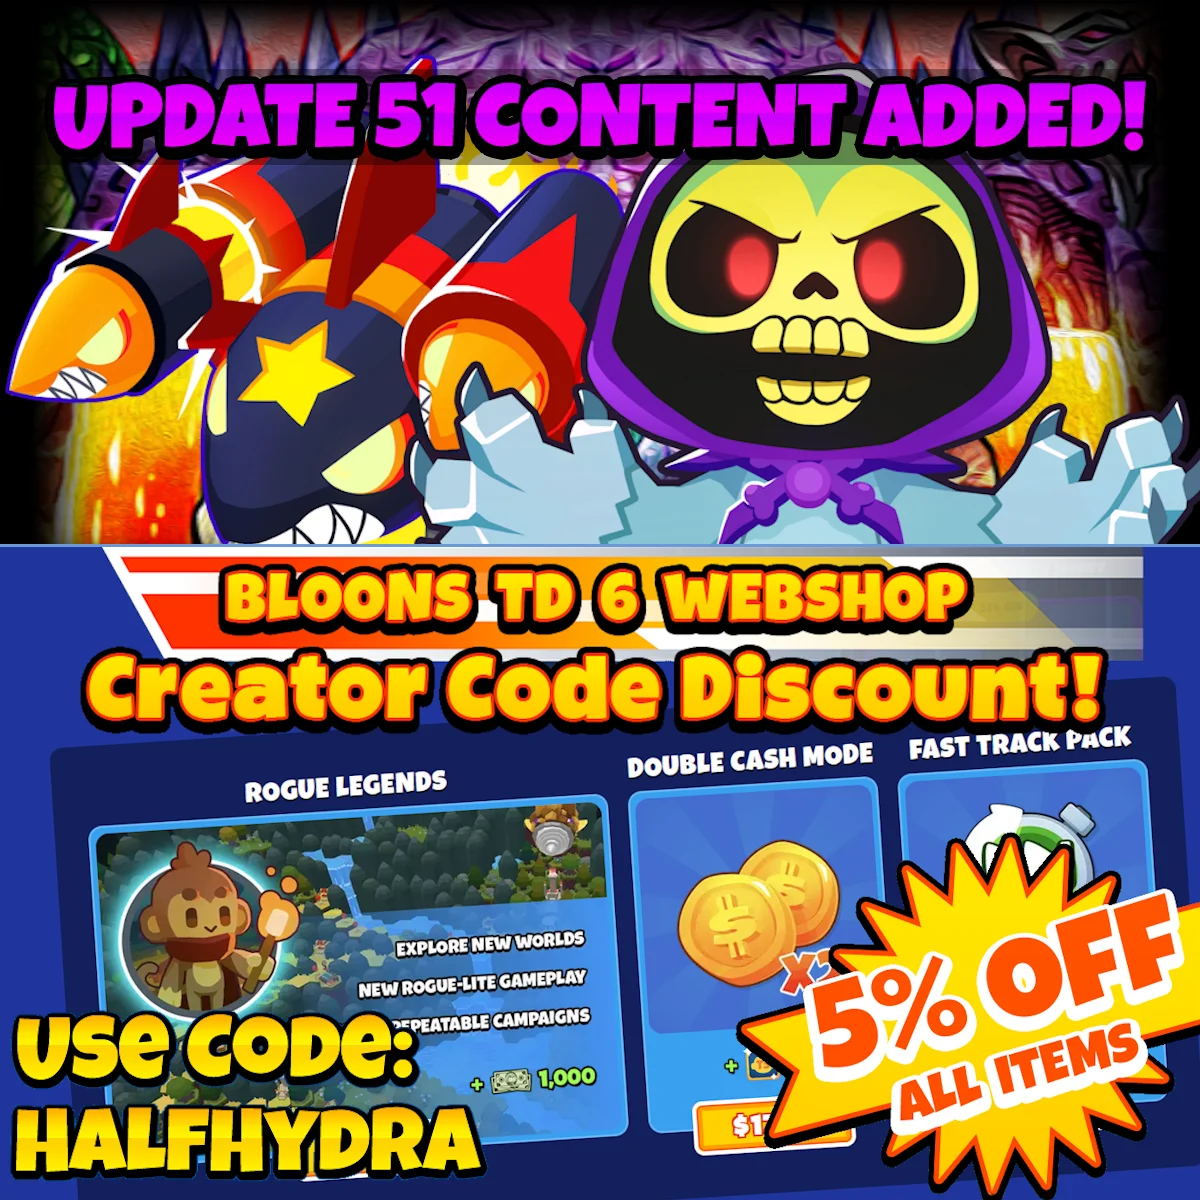 UPDATE 51 CONTENT ADDED!
BLOONS TD 6 WEBSHOP
Creator Code Discount!
ROGUE LEGENDS
DOUBLE CASH MODE
FAST TRACK PACK
EXPLORE NEW WORLDS
NEW ROGUE-LITE GAMEPLAY
CAMPAIGNS
+ 1,000
5% OFF
ALL ITEMS
USE CODE:
HALFHYDRA